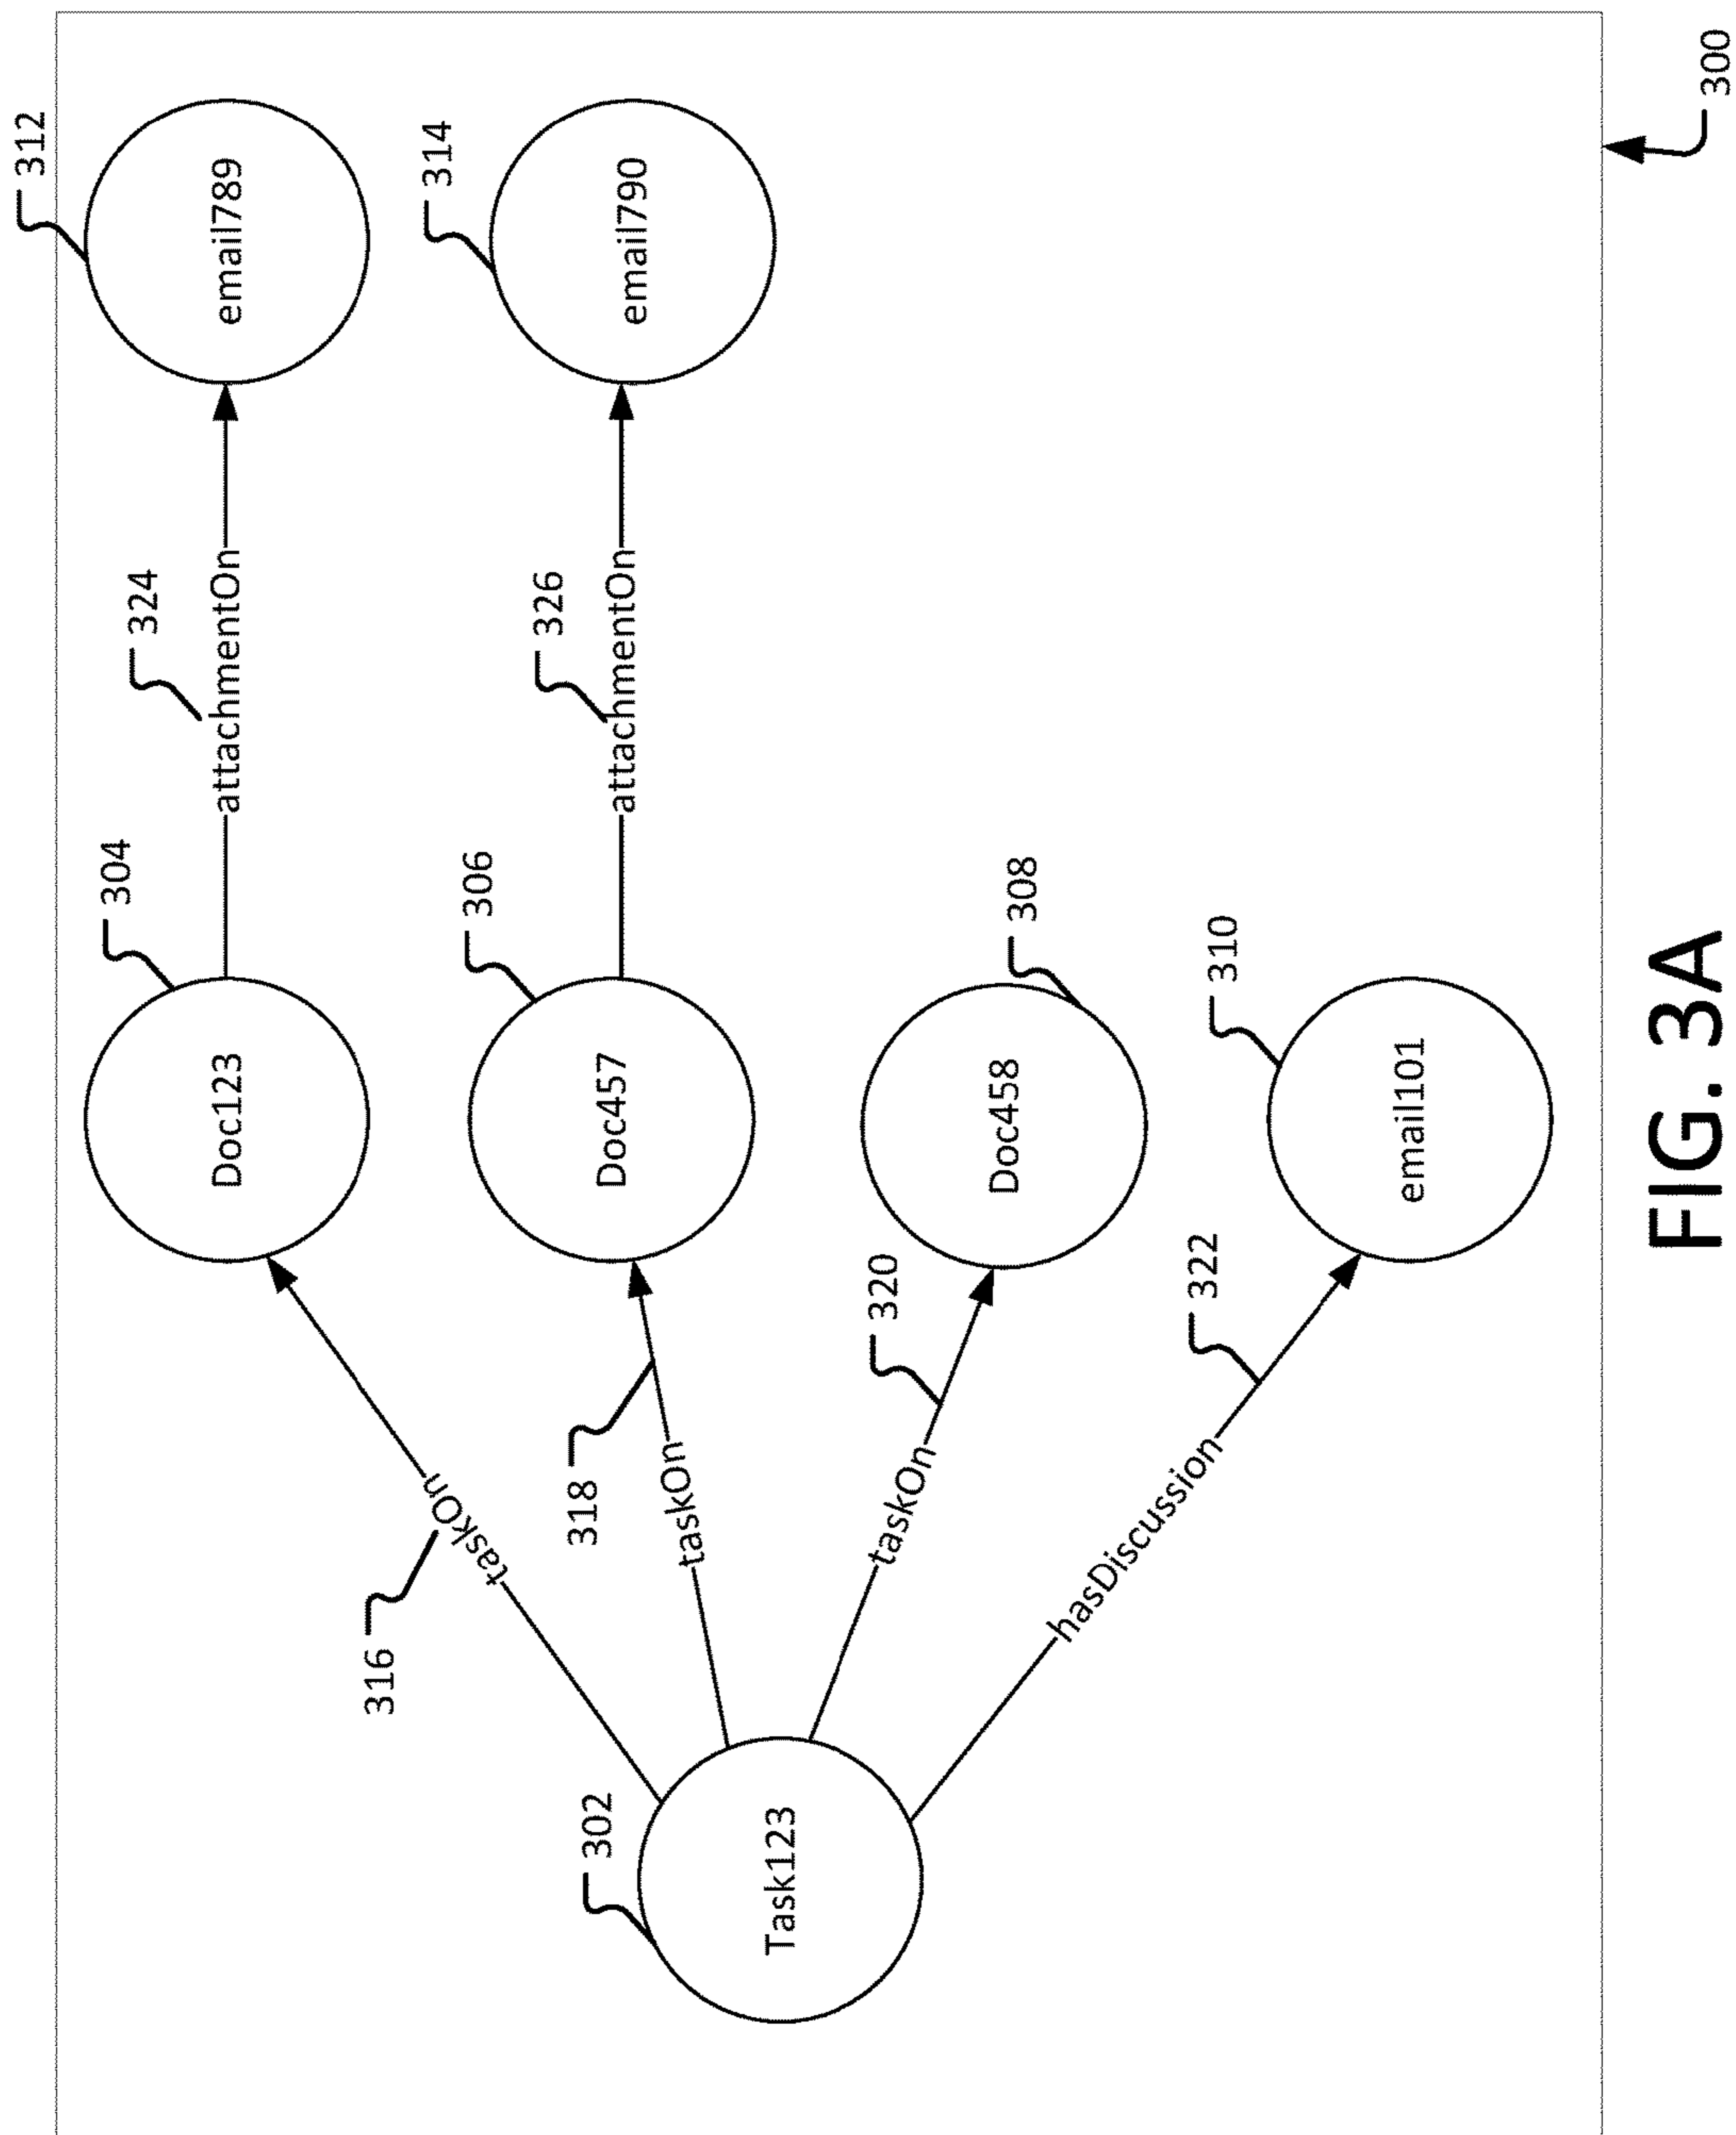 312
324
304
email789
attachmentOn
Doc123
316
taskOn
314
326
306
email790
attachmentOn
Doc457
318
taskOn
302
Task123
308
320
Doc458
taskOn
310
322
email101
hasDiscussion
300
FIG. 3A